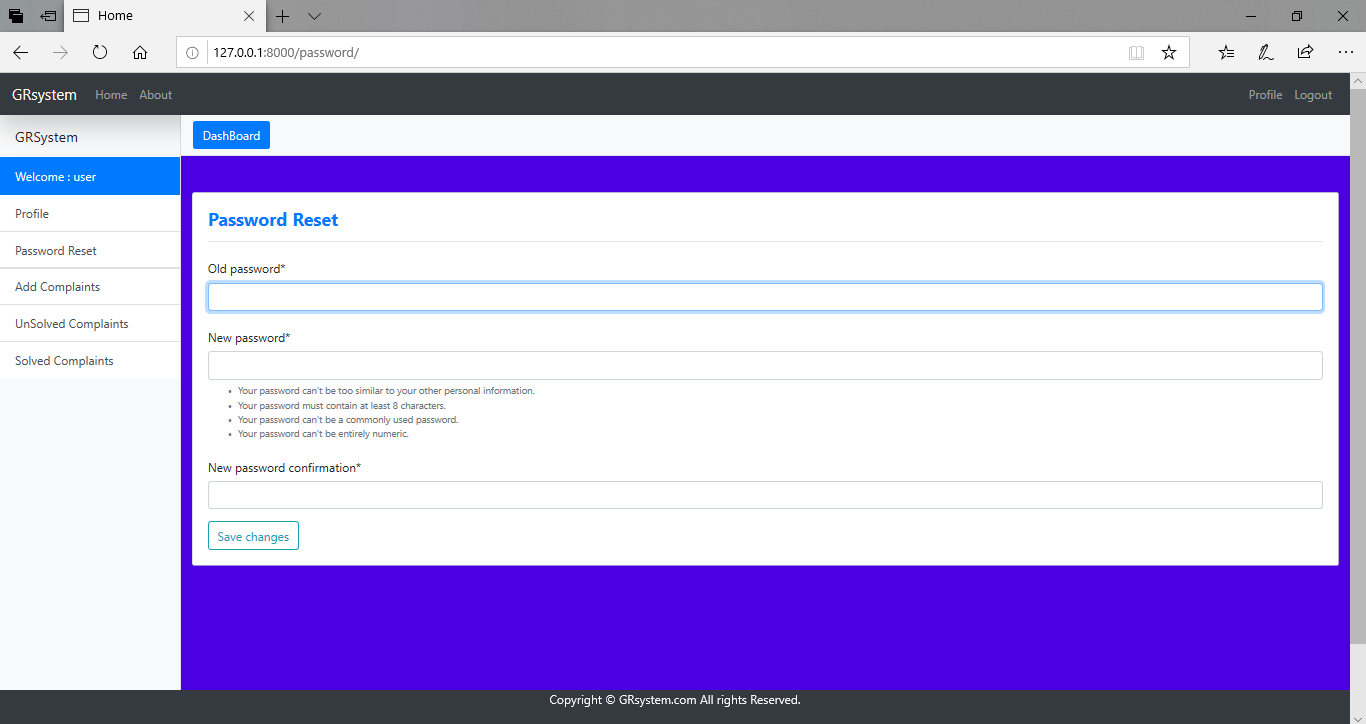 Home
127.0.0.1:8000/password/
GRsystem Home About Profile Logout
GRSystem
DashBoard
Welcome : user
Profile
Password Reset
Add Complaints
UnSolved Complaints
Solved Complaints
Password Reset
Old password*
New password*
• Your password can't be too similar to your other personal information.
• Your password must contain at least 8 characters.
• Your password can't be a commonly used password.
• Your password can't be entirely numeric.
New password confirmation*
Save changes
Copyright © GRsystem.com All rights Reserved.